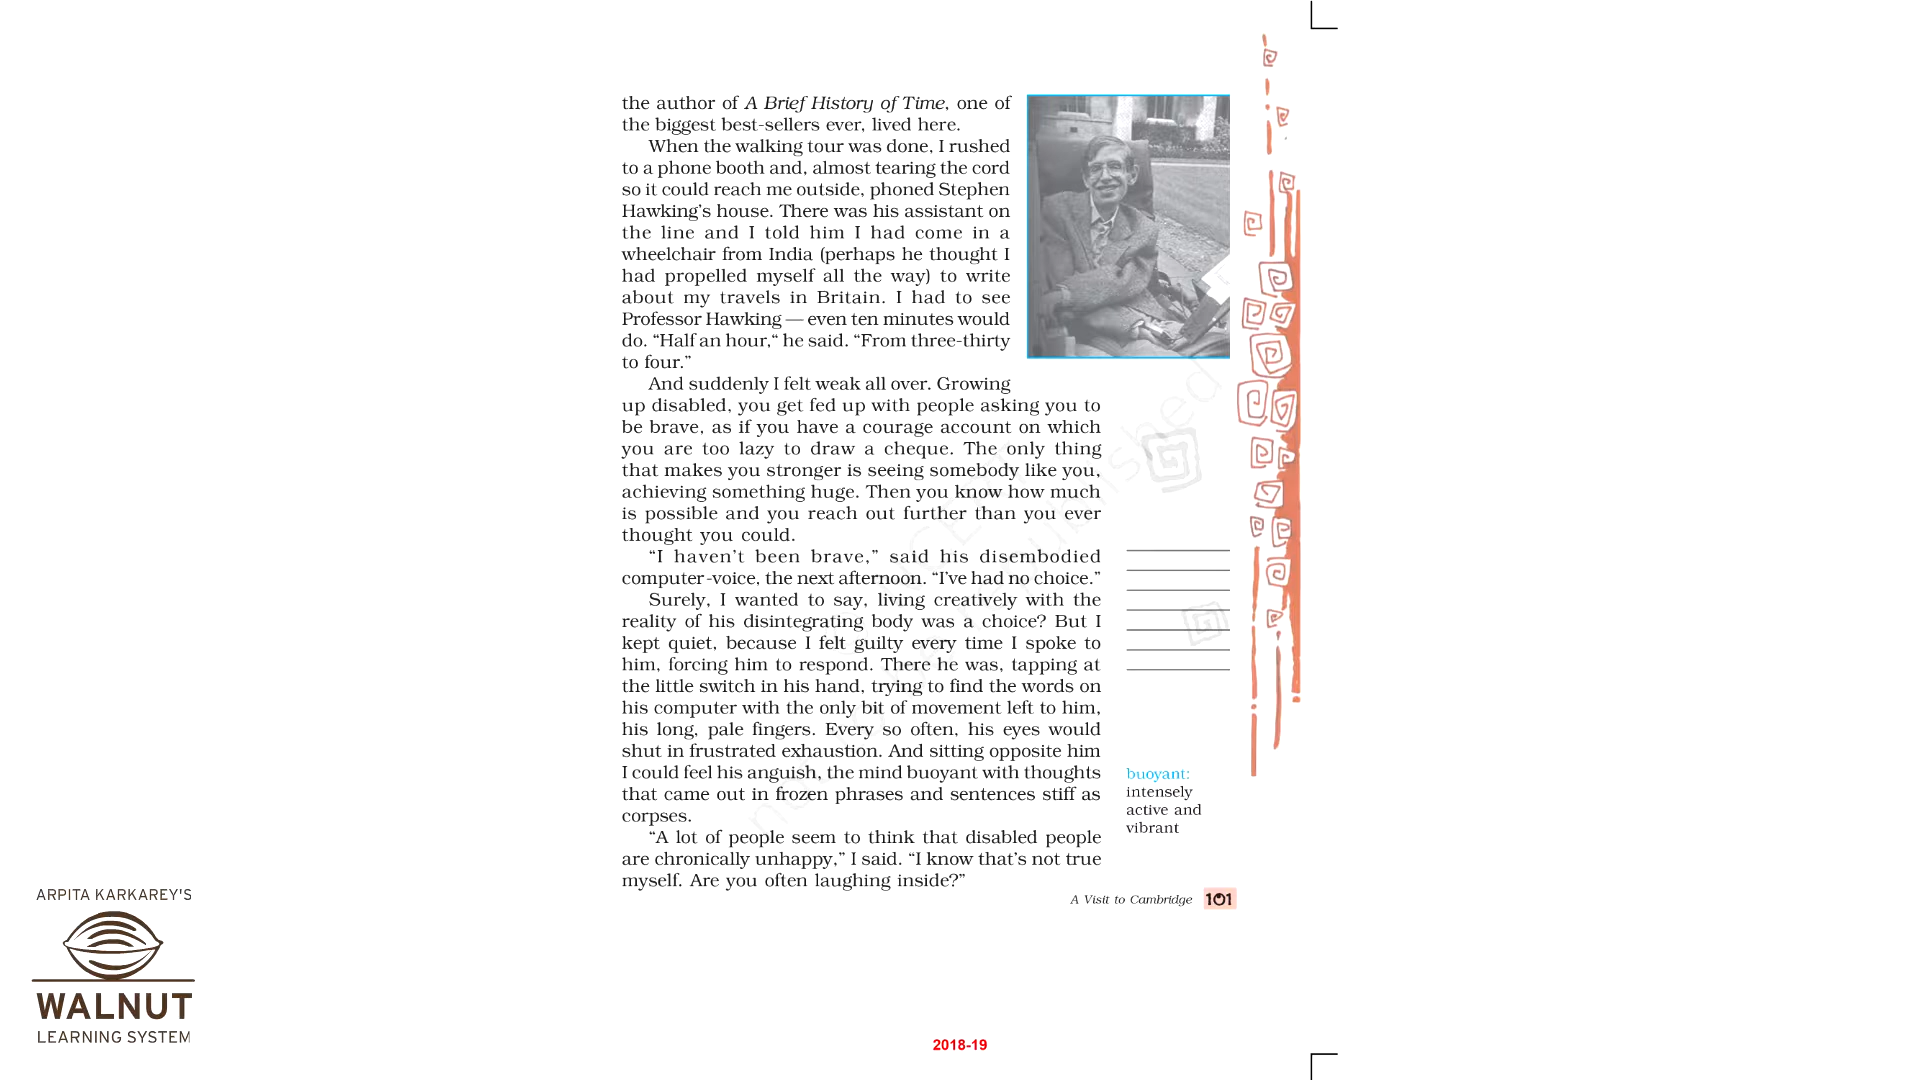 the author of A Brief History of Time, one of
the biggest best-sellers ever, lived here.
When the walking tour was done, I rushed
to a phone booth and, almost tearing the cord
so it could reach me outside, phoned Stephen
Hawking’s house. There was his assistant on
the line and I told him I had come in a
wheelchair from India (perhaps he thought I
had propelled myself all the way) to write
about my travels in Britain. I had to see
Professor Hawking — even ten minutes would
do. “Half an hour,“ he said. “From three-thirty
to four.”
And suddenly I felt weak all over. Growing
up disabled, you get fed up with people asking you to
be brave, as if you have a courage account on which
you are too lazy to draw a cheque. The only thing
that makes you stronger is seeing somebody like you,
achieving something huge. Then you know how much
is possible and you reach out further than you ever
thought you could.
“I haven’t been brave,” said his disembodied
computer-voice, the next afternoon. “I’ve had no choice.”
Surely, I wanted to say, living creatively with the
reality of his disintegrating body was a choice? But I
kept quiet, because I felt guilty every time I spoke to
him, forcing him to respond. There he was, tapping at
the little switch in his hand, trying to find the words on
his computer with the only bit of movement left to him,
his long, pale fingers. Every so often, his eyes would
shut in frustrated exhaustion. And sitting opposite him
I could feel his anguish, the mind buoyant with thoughts
that came out in frozen phrases and sentences stiff as
corpses.
“A lot of people seem to think that disabled people
are chronically unhappy,” I said. “I know that’s not true
myself. Are you often laughing inside?”
buoyant:
intensely
active and
vibrant
A Visit to Cambridge 101
ARPITA KARKAREY'S
WALNUT
LEARNING SYSTEM
2018-19